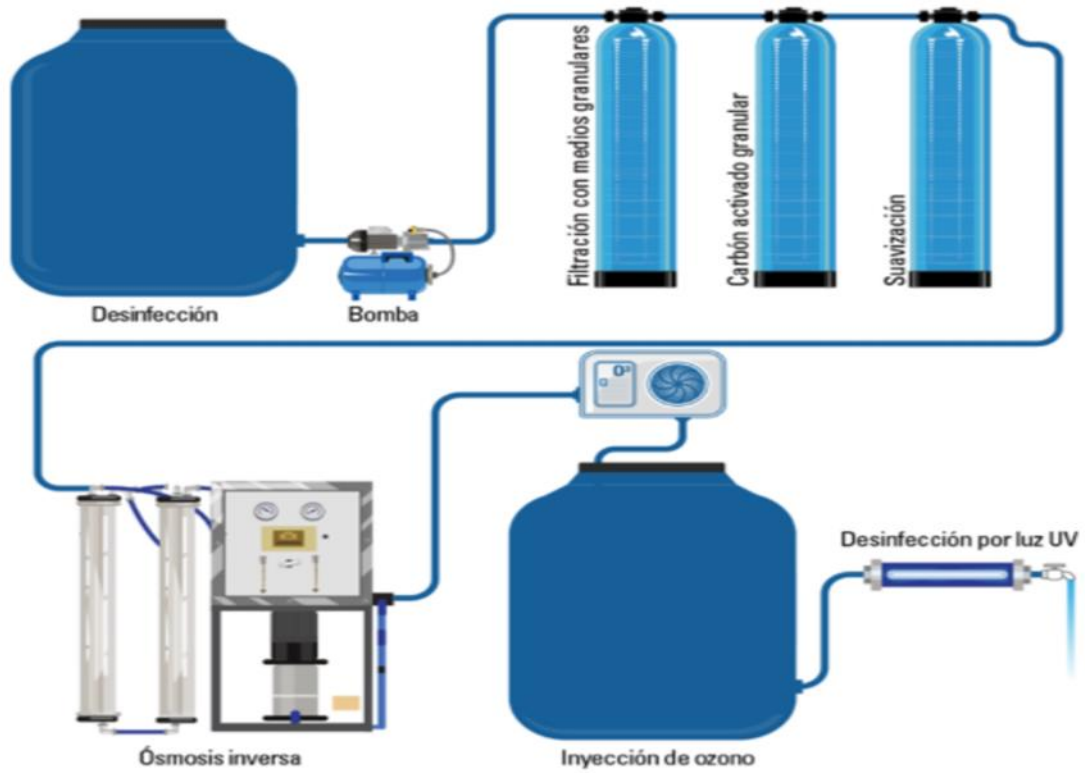 Filtración con medios granulares
Carbón activado granular
Suavización
Desinfección
Bomba
O³
Desinfección por luz UV
Ósmosis inversa
Inyección de ozono